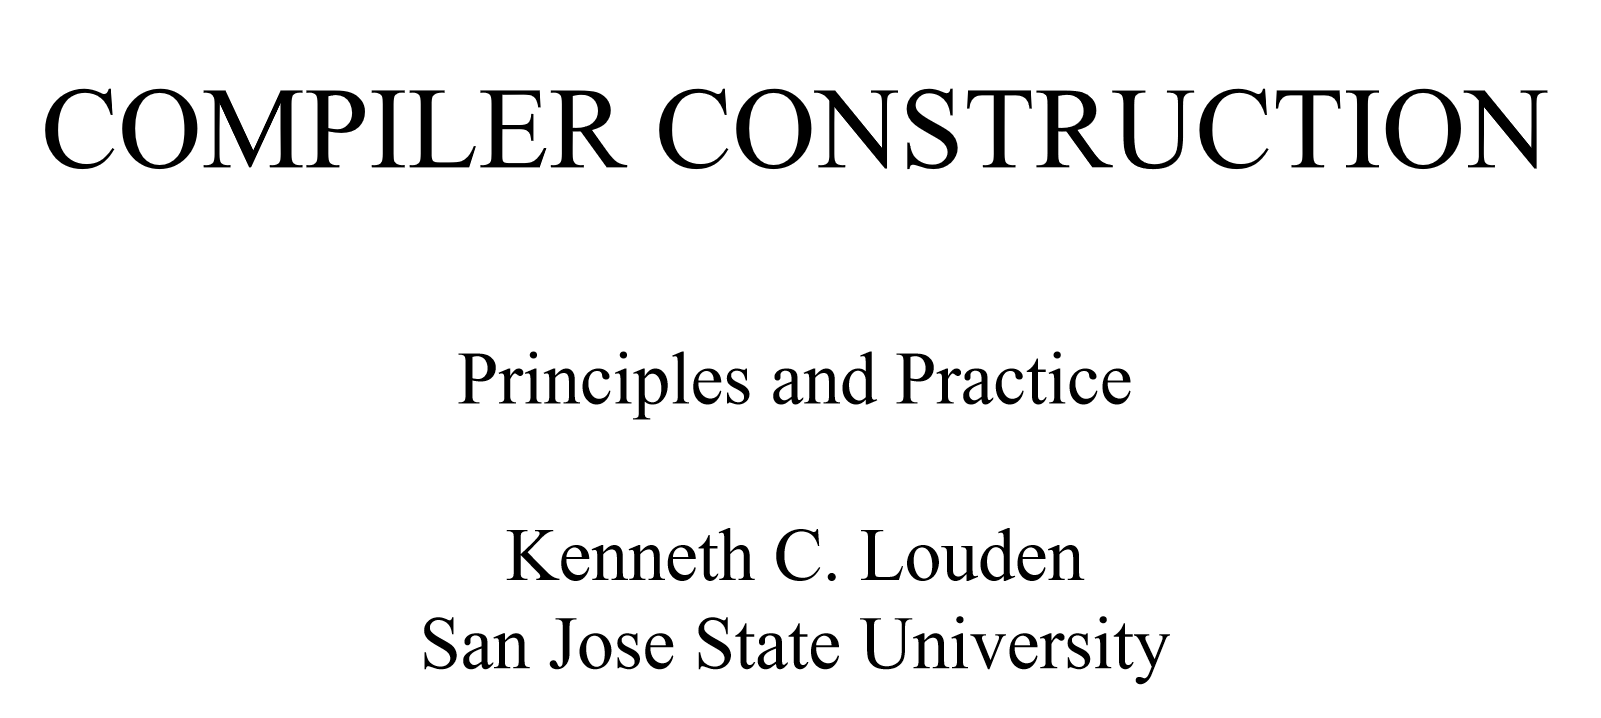 COMPILER CONSTRUCTION
Principles and Practice
Kenneth C. Louden
San Jose State University